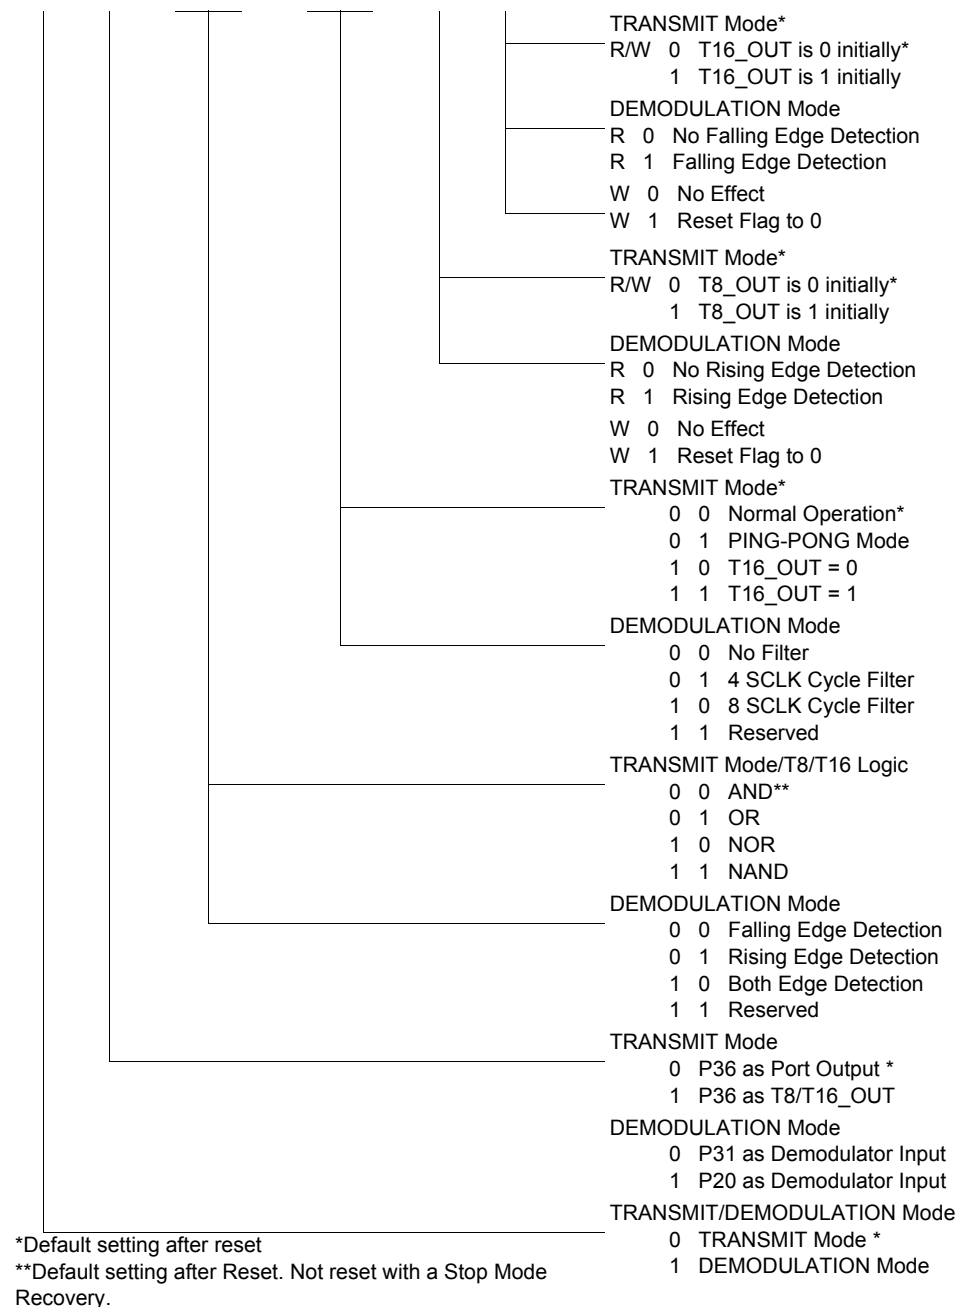 TRANSMIT Mode*
R/W 0 T16_OUT is 0 initially*
1 T16_OUT is 1 initially
DEMODULATION Mode
R 0 No Falling Edge Detection
R 1 Falling Edge Detection
W 0 No Effect
W 1 Reset Flag to 0
TRANSMIT Mode*
R/W 0 T8_OUT is 0 initially*
1 T8_OUT is 1 initially
DEMODULATION Mode
R 0 No Rising Edge Detection
R 1 Rising Edge Detection
W 0 No Effect
W 1 Reset Flag to 0
TRANSMIT Mode*
0 0 Normal Operation*
0 1 PING-PONG Mode
1 0 T16_OUT = 0
1 1 T16_OUT = 1
DEMODULATION Mode
0 0 No Filter
0 1 4 SCLK Cycle Filter
1 0 8 SCLK Cycle Filter
1 1 Reserved
TRANSMIT Mode/T8/T16 Logic
0 0 AND**
0 1 OR
1 0 NOR
1 1 NAND
DEMODULATION Mode
0 0 Falling Edge Detection
0 1 Rising Edge Detection
1 0 Both Edge Detection
1 1 Reserved
TRANSMIT Mode
0 P36 as Port Output *
1 P36 as T8/T16_OUT
DEMODULATION Mode
0 P31 as Demodulator Input
1 P20 as Demodulator Input
TRANSMIT/DEMODULATION Mode
0 TRANSMIT Mode *
1 DEMODULATION Mode
*Default setting after reset
**Default setting after Reset. Not reset with a Stop Mode
Recovery.